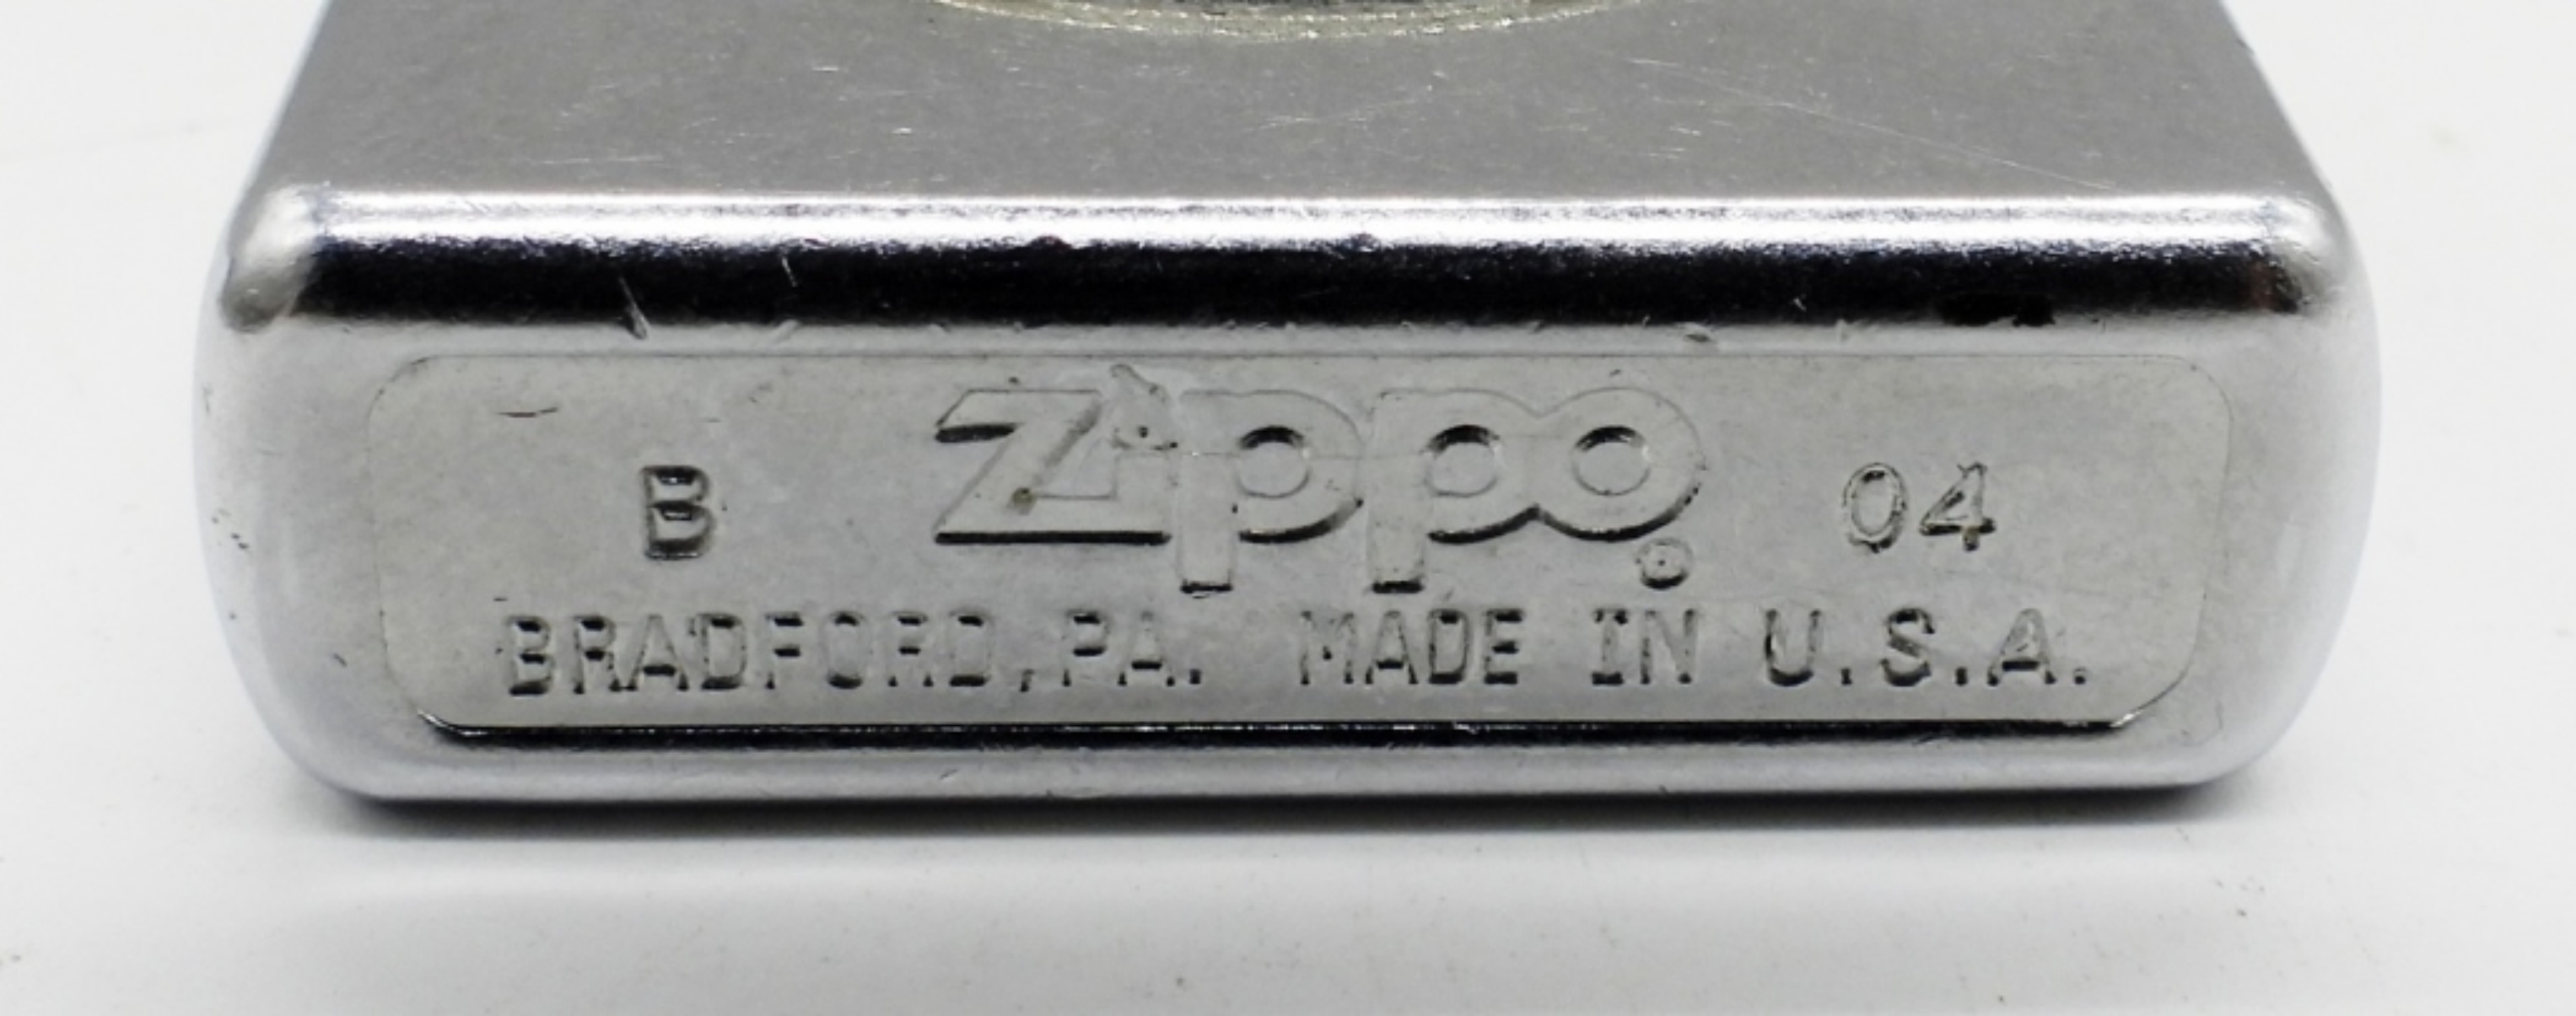 B Zippo® 04
BRADFORD, PA. MADE IN U.S.A.